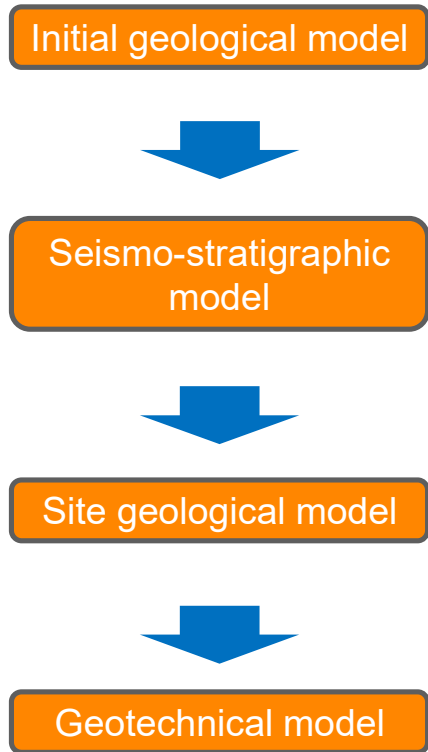 Initial geological model
Seismo-stratigraphic
model
Site geological model
Geotechnical model